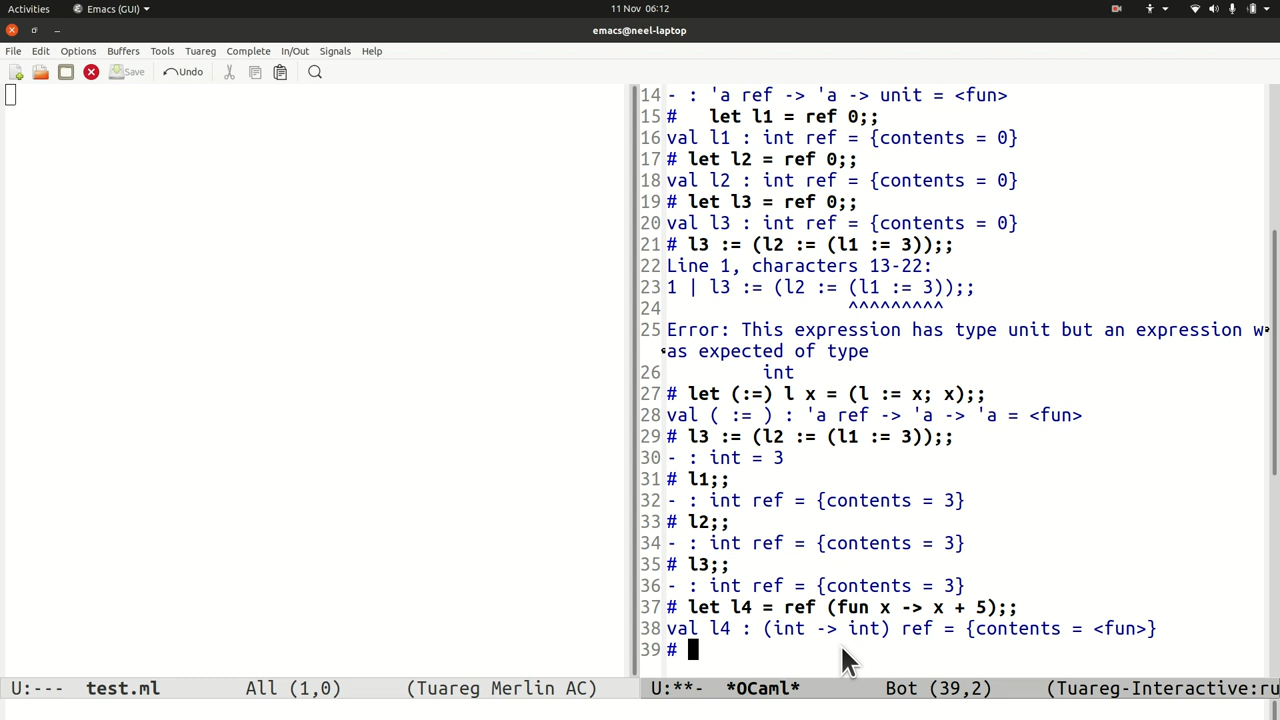 Activities Emacs (GUI) 11 Nov 06:12
emacs@neel-laptop
File Edit Options Buffers Tools Tuareg Complete In/Out Signals Help
Save Undo
14 - : 'a ref -> 'a -> unit = <fun>
15 #   let l1 = ref 0;;
16 val l1 : int ref = {contents = 0}
17 # let l2 = ref 0;;
18 val l2 : int ref = {contents = 0}
19 # let l3 = ref 0;;
20 val l3 : int ref = {contents = 0}
21 # l3 := (l2 := (l1 := 3));;
22 Line 1, characters 13-22:
23 1 | l3 := (l2 := (l1 := 3));;
24                  ^^^^^^^^^
25 Error: This expression has type unit but an expression w
as expected of type
26          int
27 # let (:=) l x = (l := x; x);;
28 val ( := ) : 'a ref -> 'a -> 'a = <fun>
29 # l3 := (l2 := (l1 := 3));;
30 - : int = 3
31 # l1;;
32 - : int ref = {contents = 3}
33 # l2;;
34 - : int ref = {contents = 3}
35 # l3;;
36 - : int ref = {contents = 3}
37 # let l4 = ref (fun x -> x + 5);;
38 val l4 : (int -> int) ref = {contents = <fun>}
39 #
U:--- test.ml All (1,0) (Tuareg Merlin AC)
U:**- *OCaml* Bot (39,2) (Tuareg-Interactive:ru